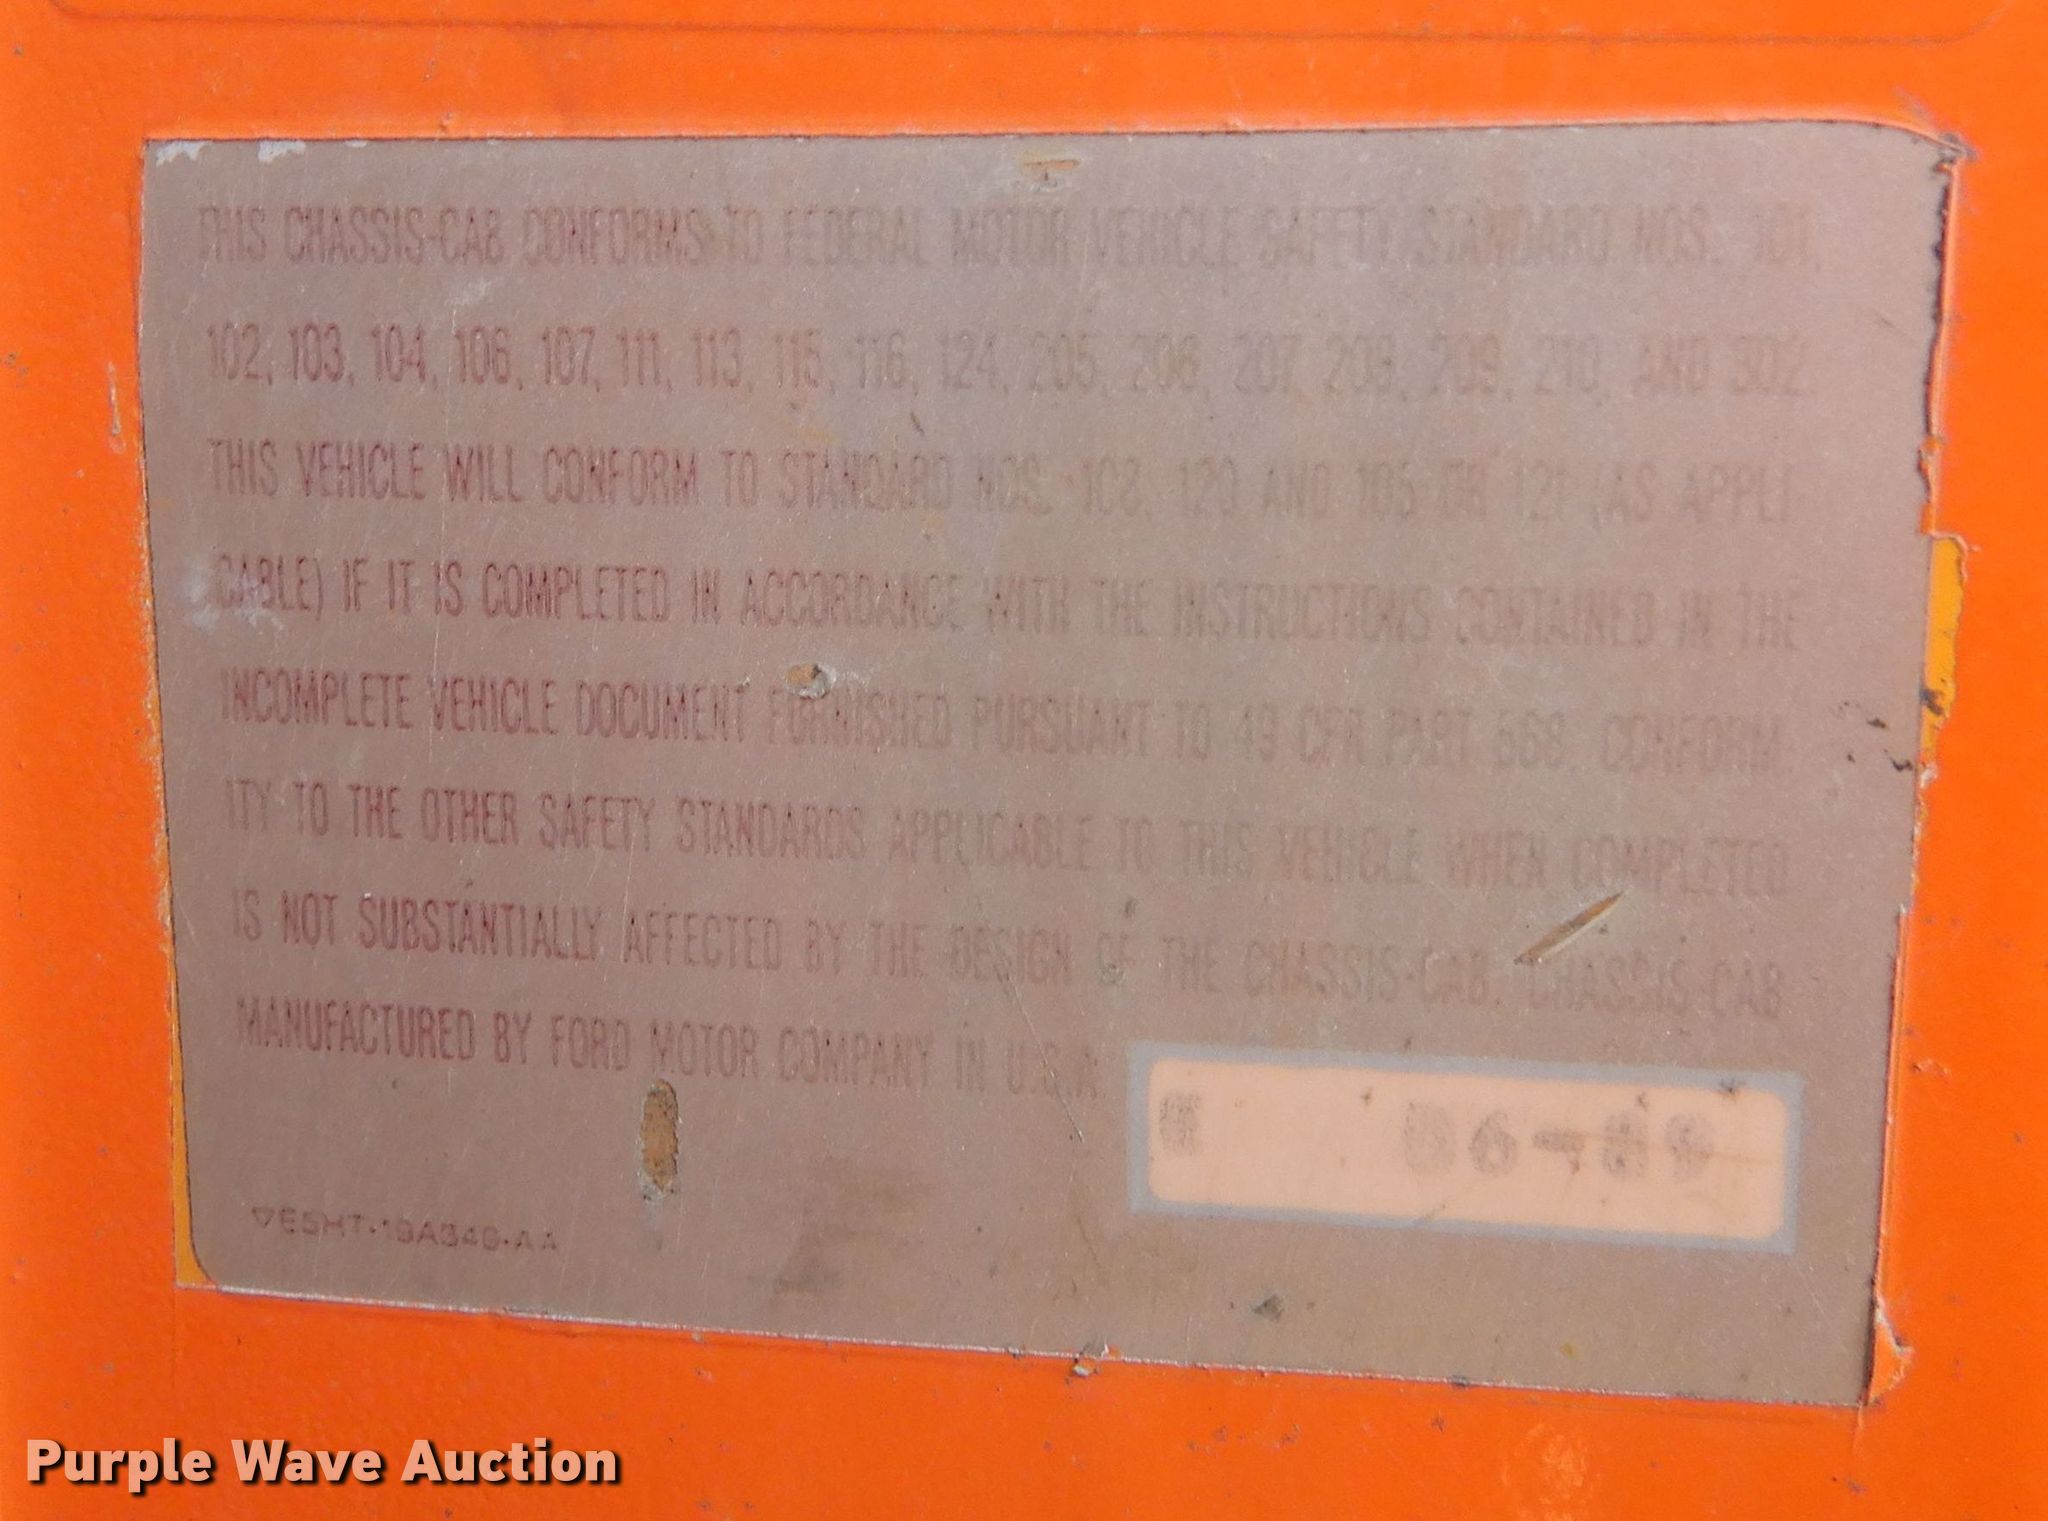 THIS CHASSIS-CAB CONFORMS TO FEDERAL MOTOR VEHICLE SAFETY STANDARD NOS. 101,
102, 103, 104, 106, 107, 111, 113, 115, 116, 124, 205, 206, 207, 208, 209, 210, AND 302.
THIS VEHICLE WILL CONFORM TO STANDARD NOS. 108, 120 AND 105 OR 121 (AS APPLI
CABLE) IF IT IS COMPLETED IN ACCORDANCE WITH THE INSTRUCTIONS CONTAINED IN THE
INCOMPLETE VEHICLE DOCUMENT FURNISHED PURSUANT TO 49 CFR PART 568. CONFORM-
ITY TO THE OTHER SAFETY STANDARDS APPLICABLE TO THIS VEHICLE WHEN COMPLETED
IS NOT SUBSTANTIALLY AFFECTED BY THE DESIGN OF THE CHASSIS-CAB. CHASSIS-CAB
MANUFACTURED BY FORD MOTOR COMPANY IN U.S.A.
▽E5HT-19A349-AA
Purple Wave Auction